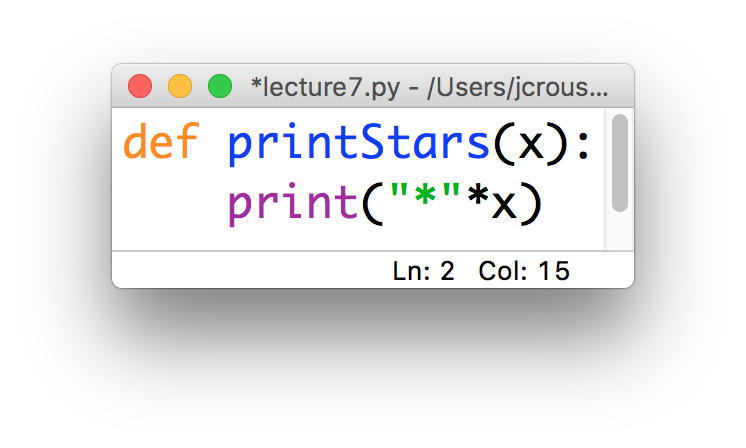 *lecture7.py - /Users/jcrous...
def printStars(x):
    print("*"*x)
Ln: 2 Col: 15